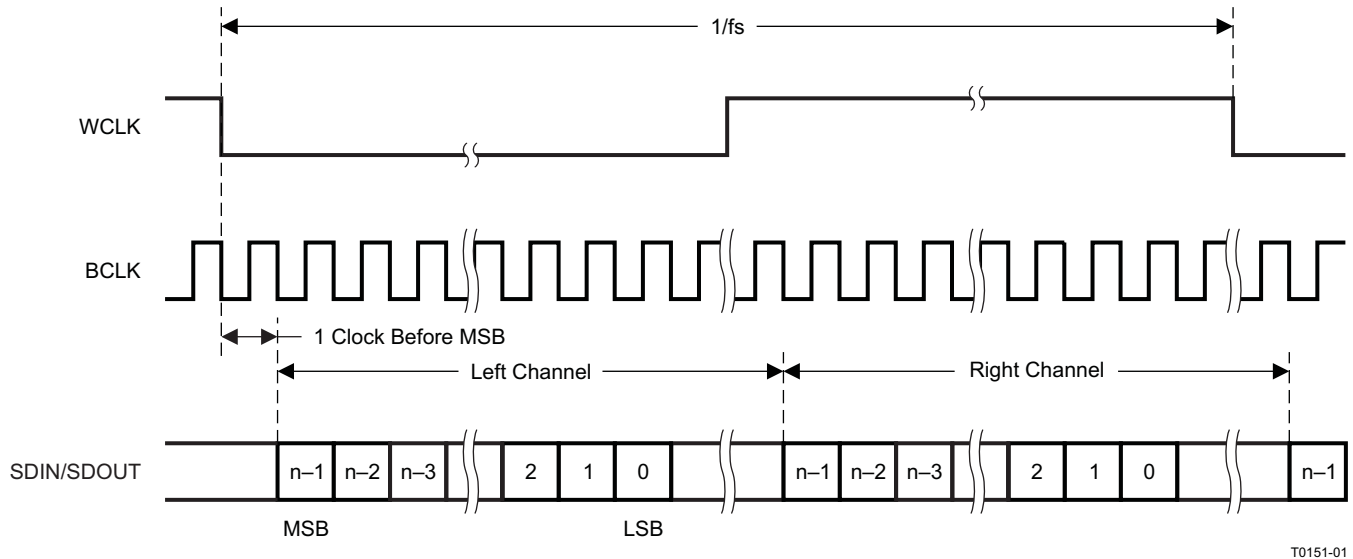 1/fs
WCLK
BCLK
1 Clock Before MSB
Left Channel Right Channel
SDIN/SDOUT n–1 n–2 n–3 2 1 0 n–1 n–2 n–3 2 1 0 n–1
MSB LSB
T0151-01